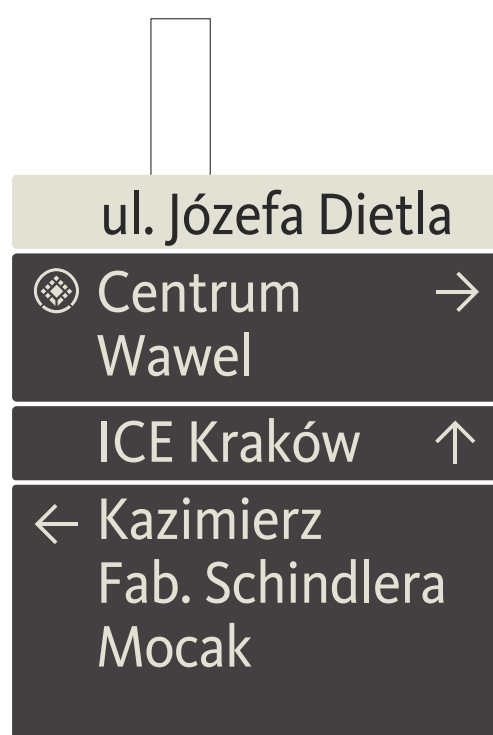 ul. Józefa Dietla
Centrum →
Wawel
ICE Kraków ↑
← Kazimierz
Fab. Schindlera
Mocak